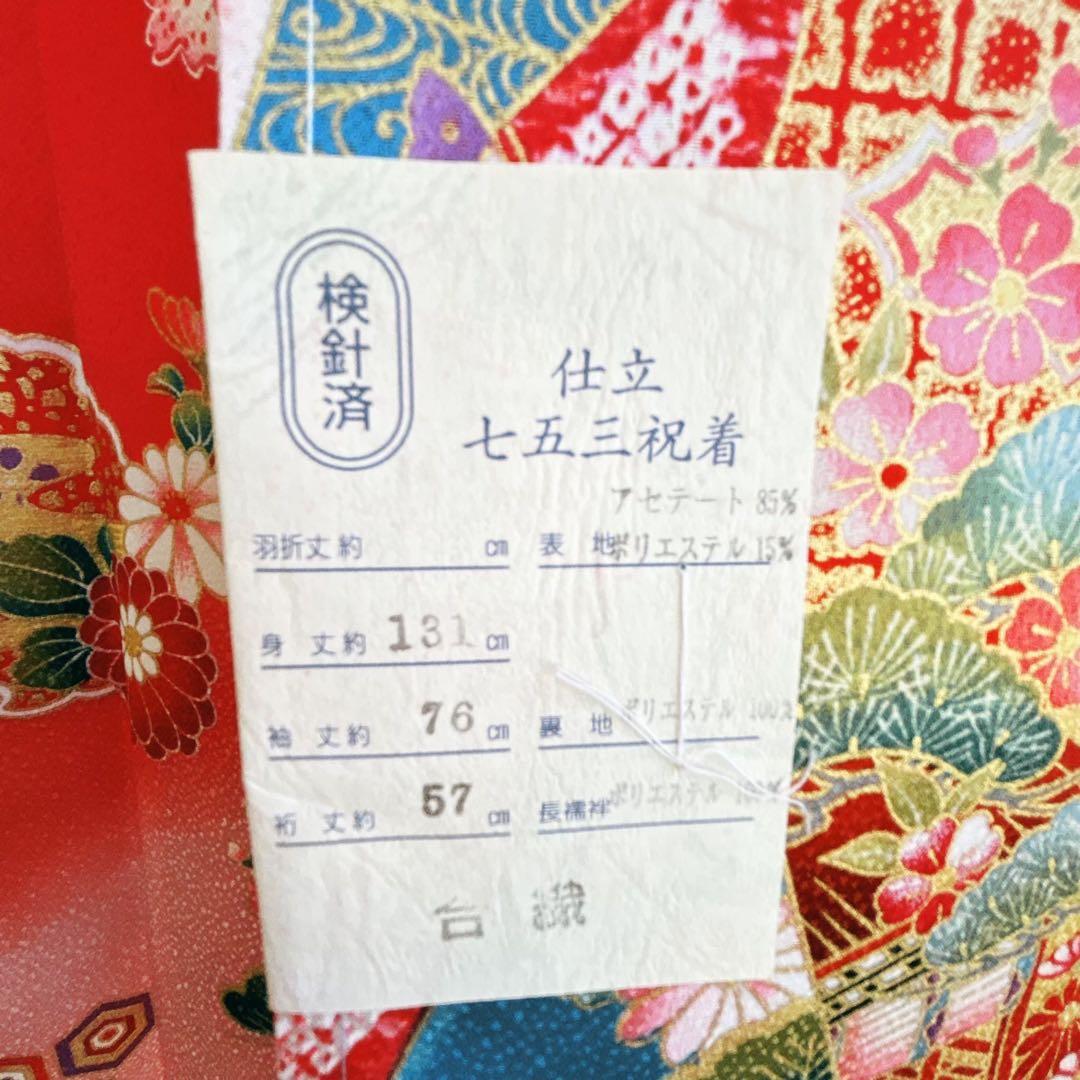 検針済
仕立
七五三祝着
アセテート 85%
羽折丈約 cm
表 地 ポリエステル 15%
身 丈約 131 cm
袖 丈約 76 cm
裏 地 ポリエステル 100%
裄 丈約 57 cm
長襦袢 ポリエステル 100%
合 繊